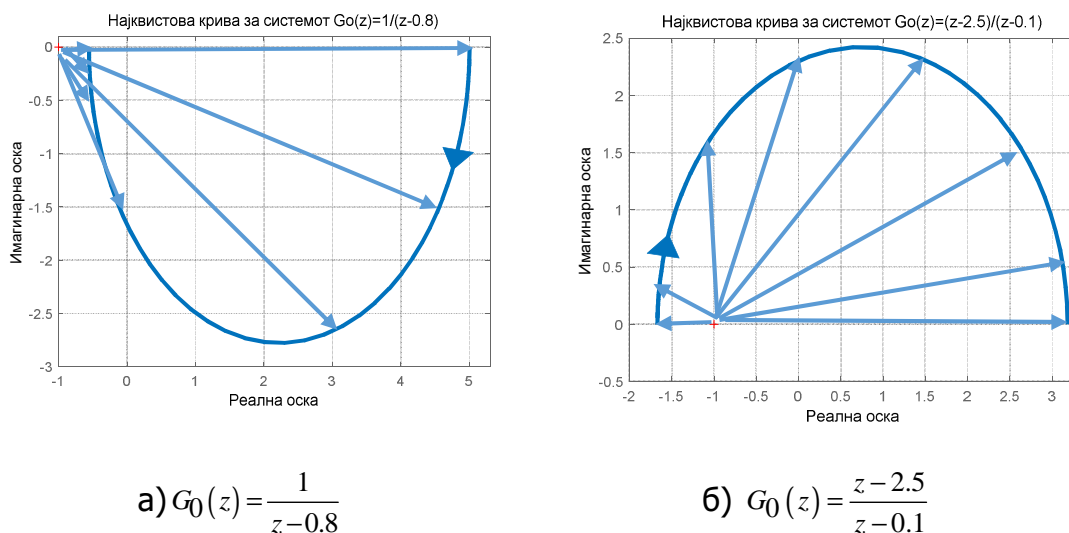 Најквистова крива за системот Go(z)=1/(z-0.8)
0
-0.5
-1
-1.5
-2
-2.5
-3
Имагинарна оска
-1 0 1 2 3 4 5
Реална оска
а) G0(z)=1/(z−0.8)
Најквистова крива за системот Go(z)=(z-2.5)/(z-0.1)
2.5
2
1.5
1
0.5
0
-0.5
Имагинарна оска
-2 -1.5 -1 -0.5 0 0.5 1 1.5 2 2.5 3
Реална оска
б) G0(z)=(z−2.5)/(z−0.1)